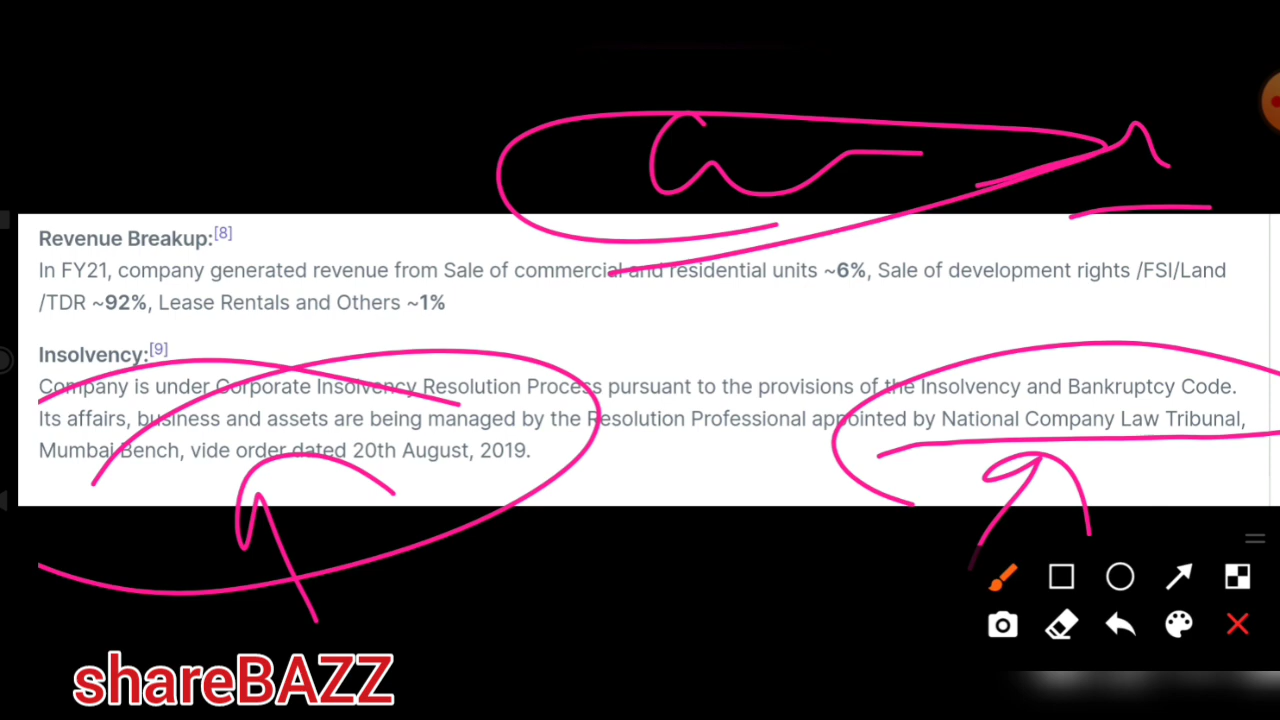 Revenue Breakup:[8]
In FY21, company generated revenue from Sale of commercial and residential units ~6%, Sale of development rights /FSI/Land
/TDR ~92%, Lease Rentals and Others ~1%
Insolvency:[9]
Company is under Corporate Insolvency Resolution Process pursuant to the provisions of the Insolvency and Bankruptcy Code.
Its affairs, business and assets are being managed by the Resolution Professional appointed by National Company Law Tribunal,
Mumbai Bench, vide order dated 20th August, 2019.
shareBAZZ